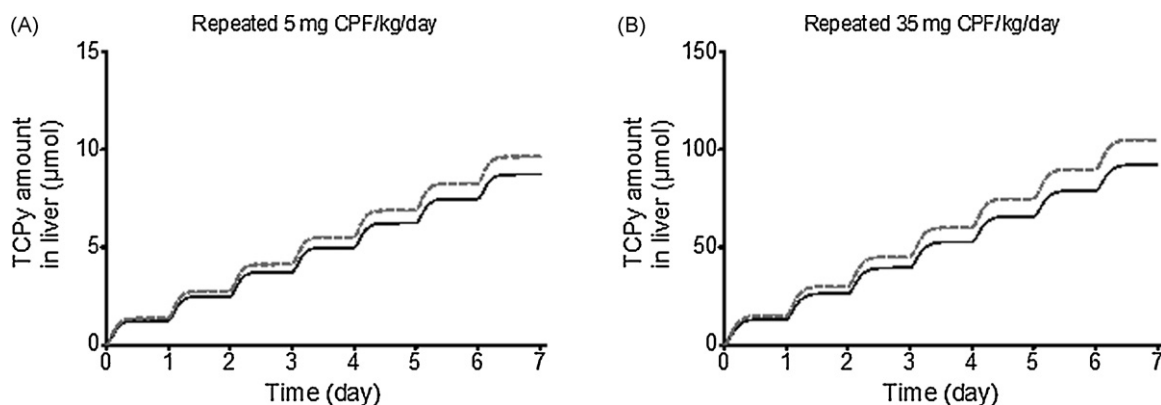 (A)
Repeated 5 mg CPF/kg/day
15
10
5
0
TCPy amount
in liver (µmol)
0 1 2 3 4 5 6 7
Time (day)
(B)
Repeated 35 mg CPF/kg/day
150
100
50
0
TCPy amount
in liver (µmol)
0 1 2 3 4 5 6 7
Time (day)